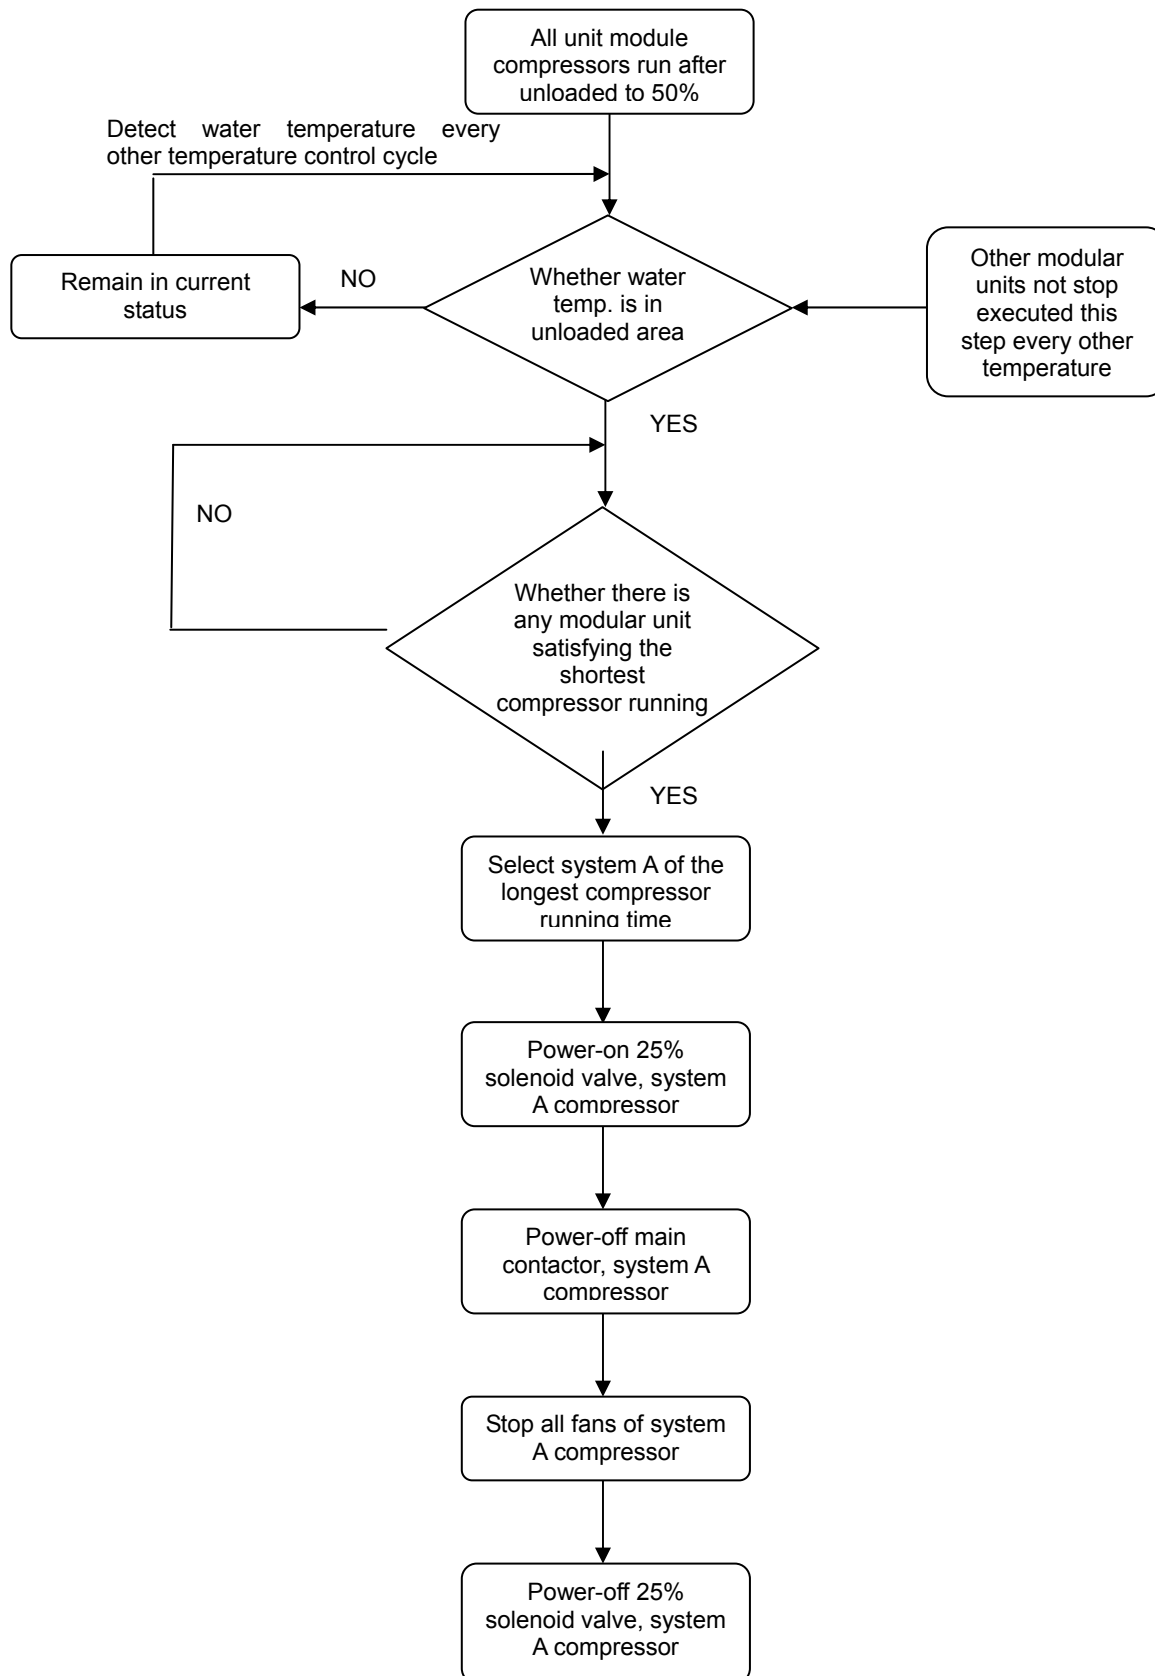 All unit module
compressors run after
unloaded to 50%
Detect water temperature every
other temperature control cycle
Remain in current
status
NO
Whether water
temp. is in
unloaded area
Other modular
units not stop
executed this
step every other
temperature
YES
NO
Whether there is
any modular unit
satisfying the
shortest
compressor running
YES
Select system A of the
longest compressor
running time
Power-on 25%
solenoid valve, system
A compressor
Power-off main
contactor, system A
compressor
Stop all fans of system
A compressor
Power-off 25%
solenoid valve, system
A compressor